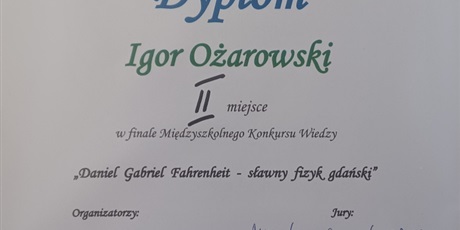 Dyplom
Igor Ożarowski
II miejsce
w finale Międzyszkolnego Konkursu Wiedzy
„Daniel Gabriel Fahrenheit - sławny fizyk gdański”
Organizatorzy: Jury: